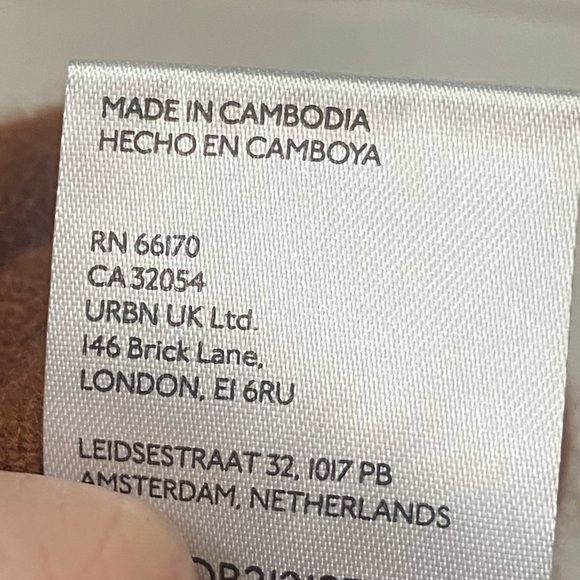 MADE IN CAMBODIA
HECHO EN CAMBOYA
RN 66170
CA 32054
URBN UK Ltd.
146 Brick Lane,
LONDON, E1 6RU
LEIDSESTRAAT 32, 1017 PB
AMSTERDAM, NETHERLANDS